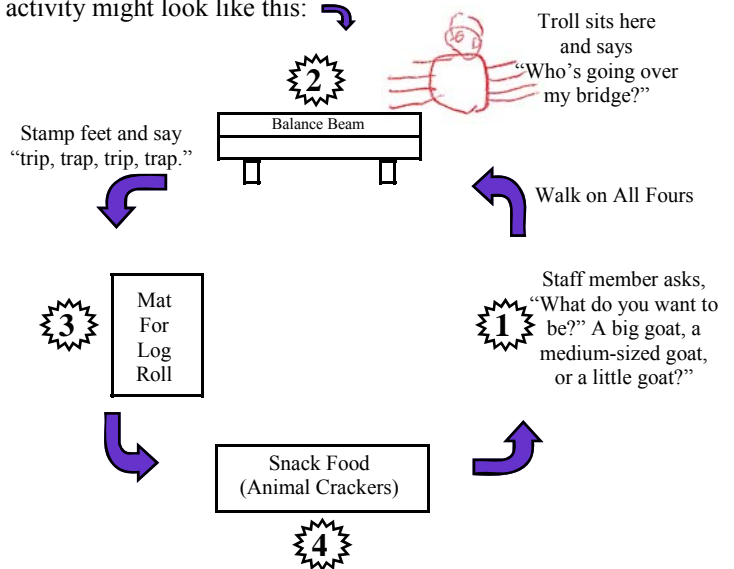 activity might look like this:
Troll sits here
and says
“Who’s going over
my bridge?”
2
Balance Beam
Stamp feet and say
“trip, trap, trip, trap.”
Walk on All Fours
Staff member asks,
“What do you want to
be?” A big goat, a
medium-sized goat,
or a little goat?”
1
3
Mat
For
Log
Roll
Snack Food
(Animal Crackers)
4